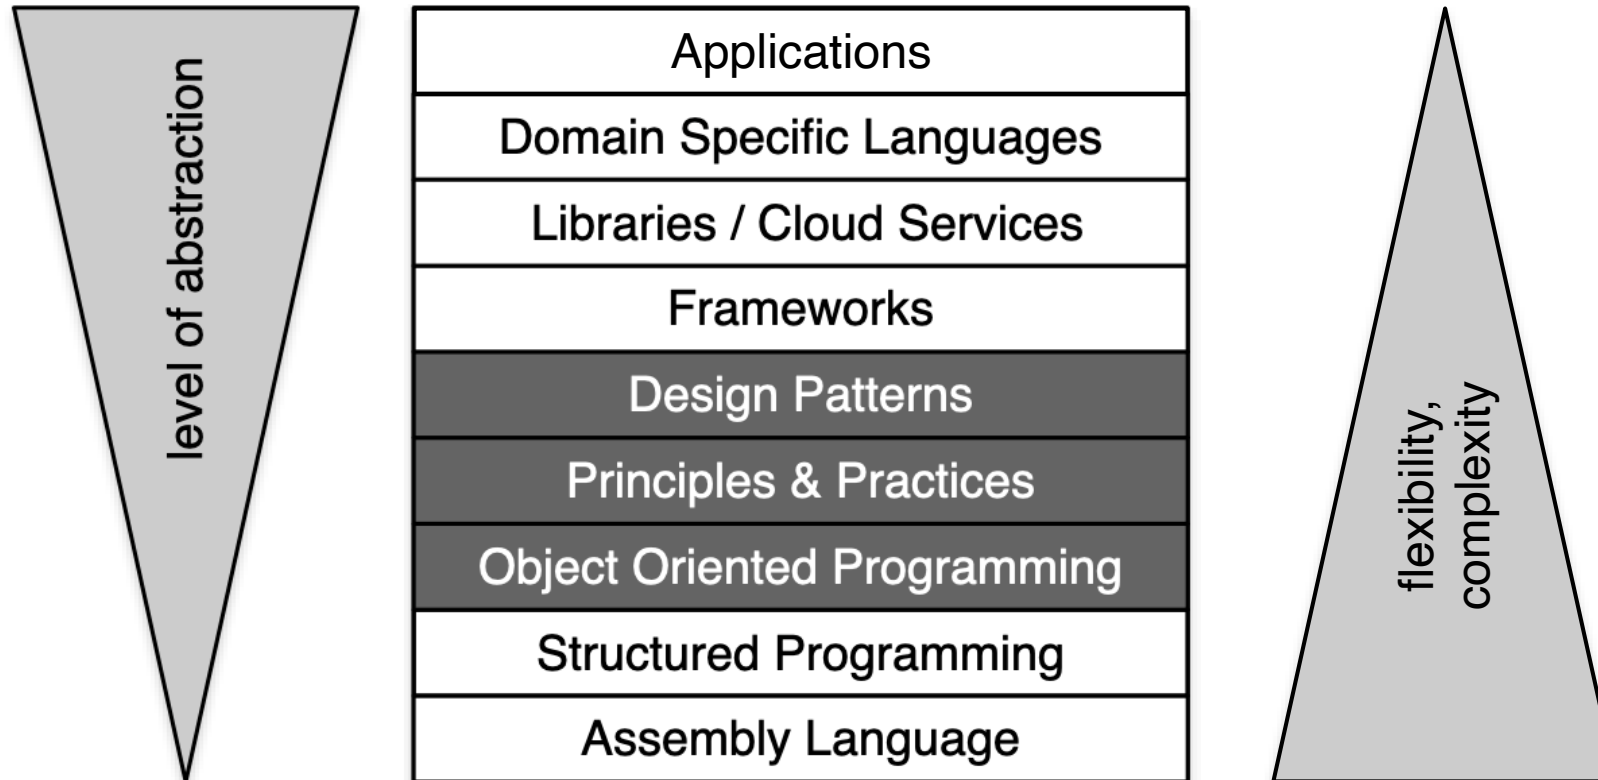 level of abstraction
Applications
Domain Specific Languages
Libraries / Cloud Services
Frameworks
Design Patterns
Principles & Practices
Object Oriented Programming
Structured Programming
Assembly Language
flexibility,
complexity